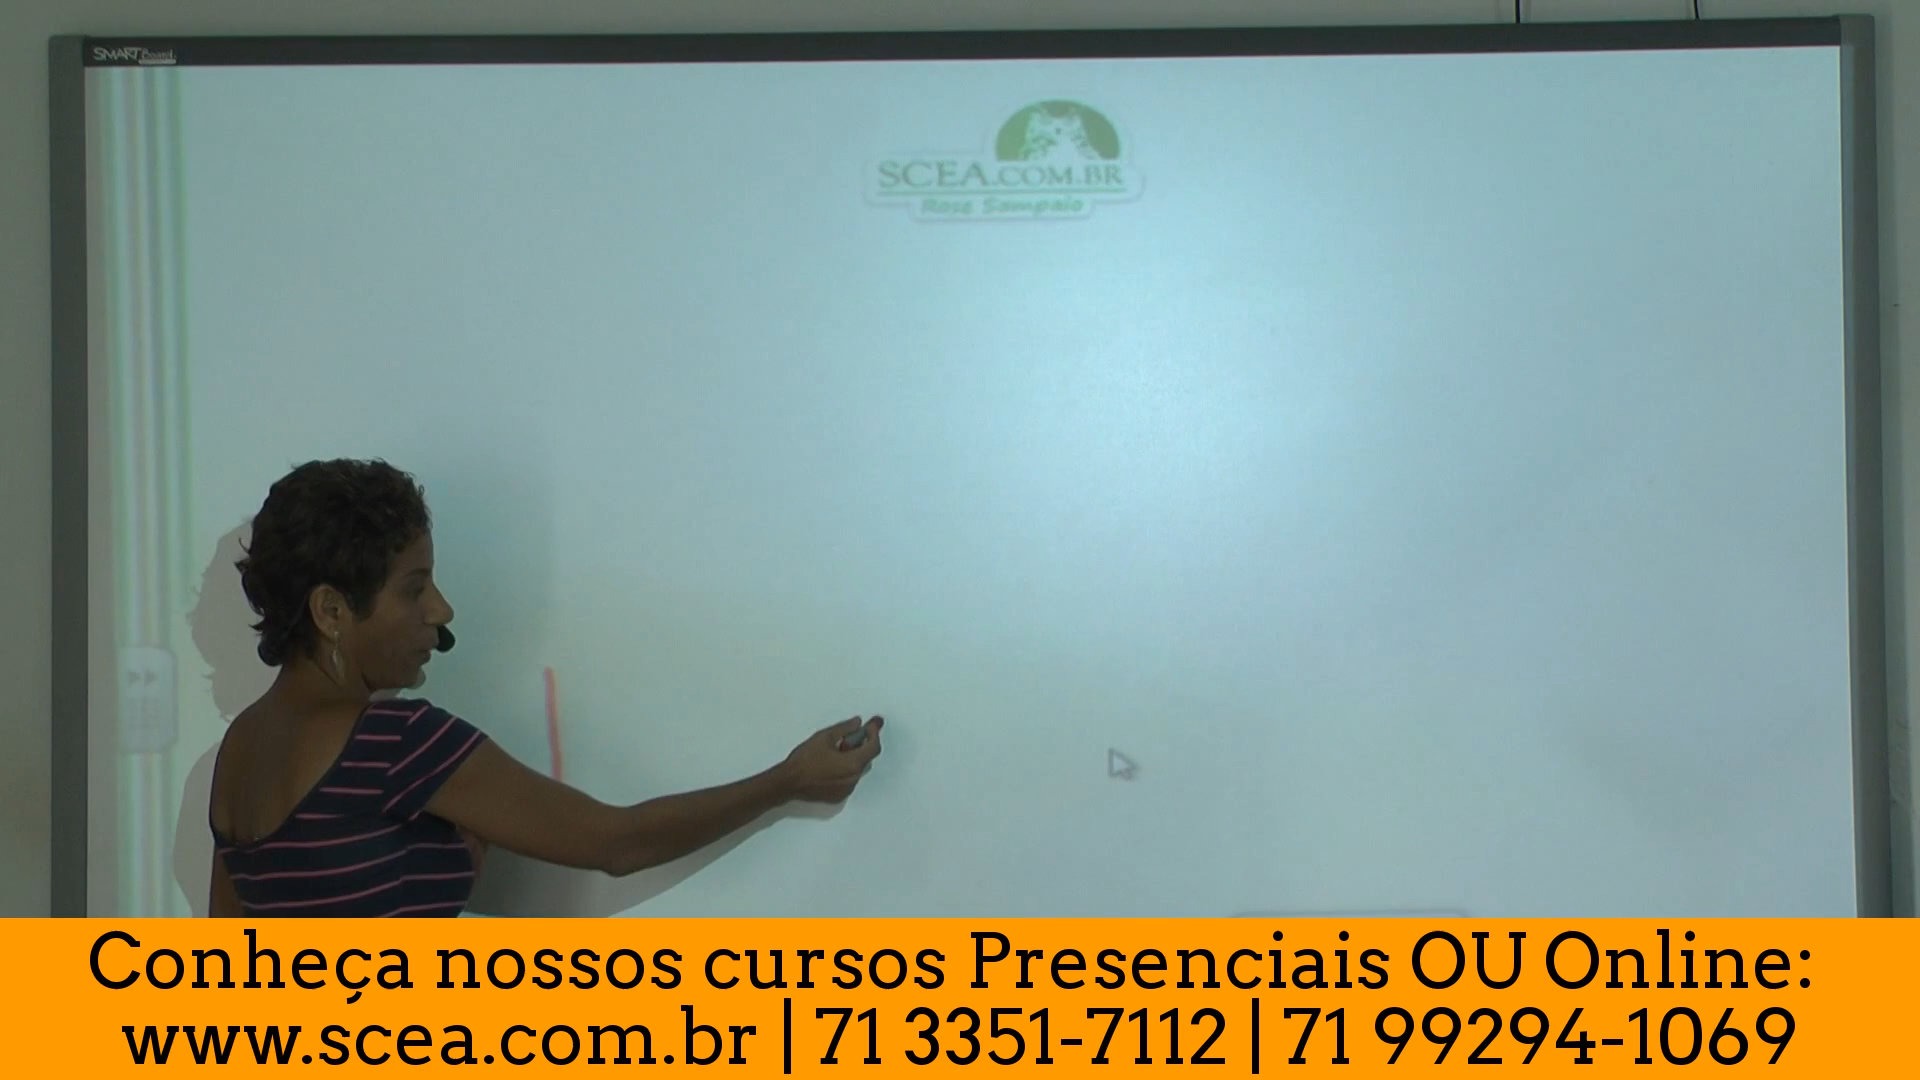 SMART Board
SCEA.COM.BR
Rose Sampaio
Conheça nossos cursos Presenciais OU Online:
www.scea.com.br | 71 3351-7112 | 71 99294-1069